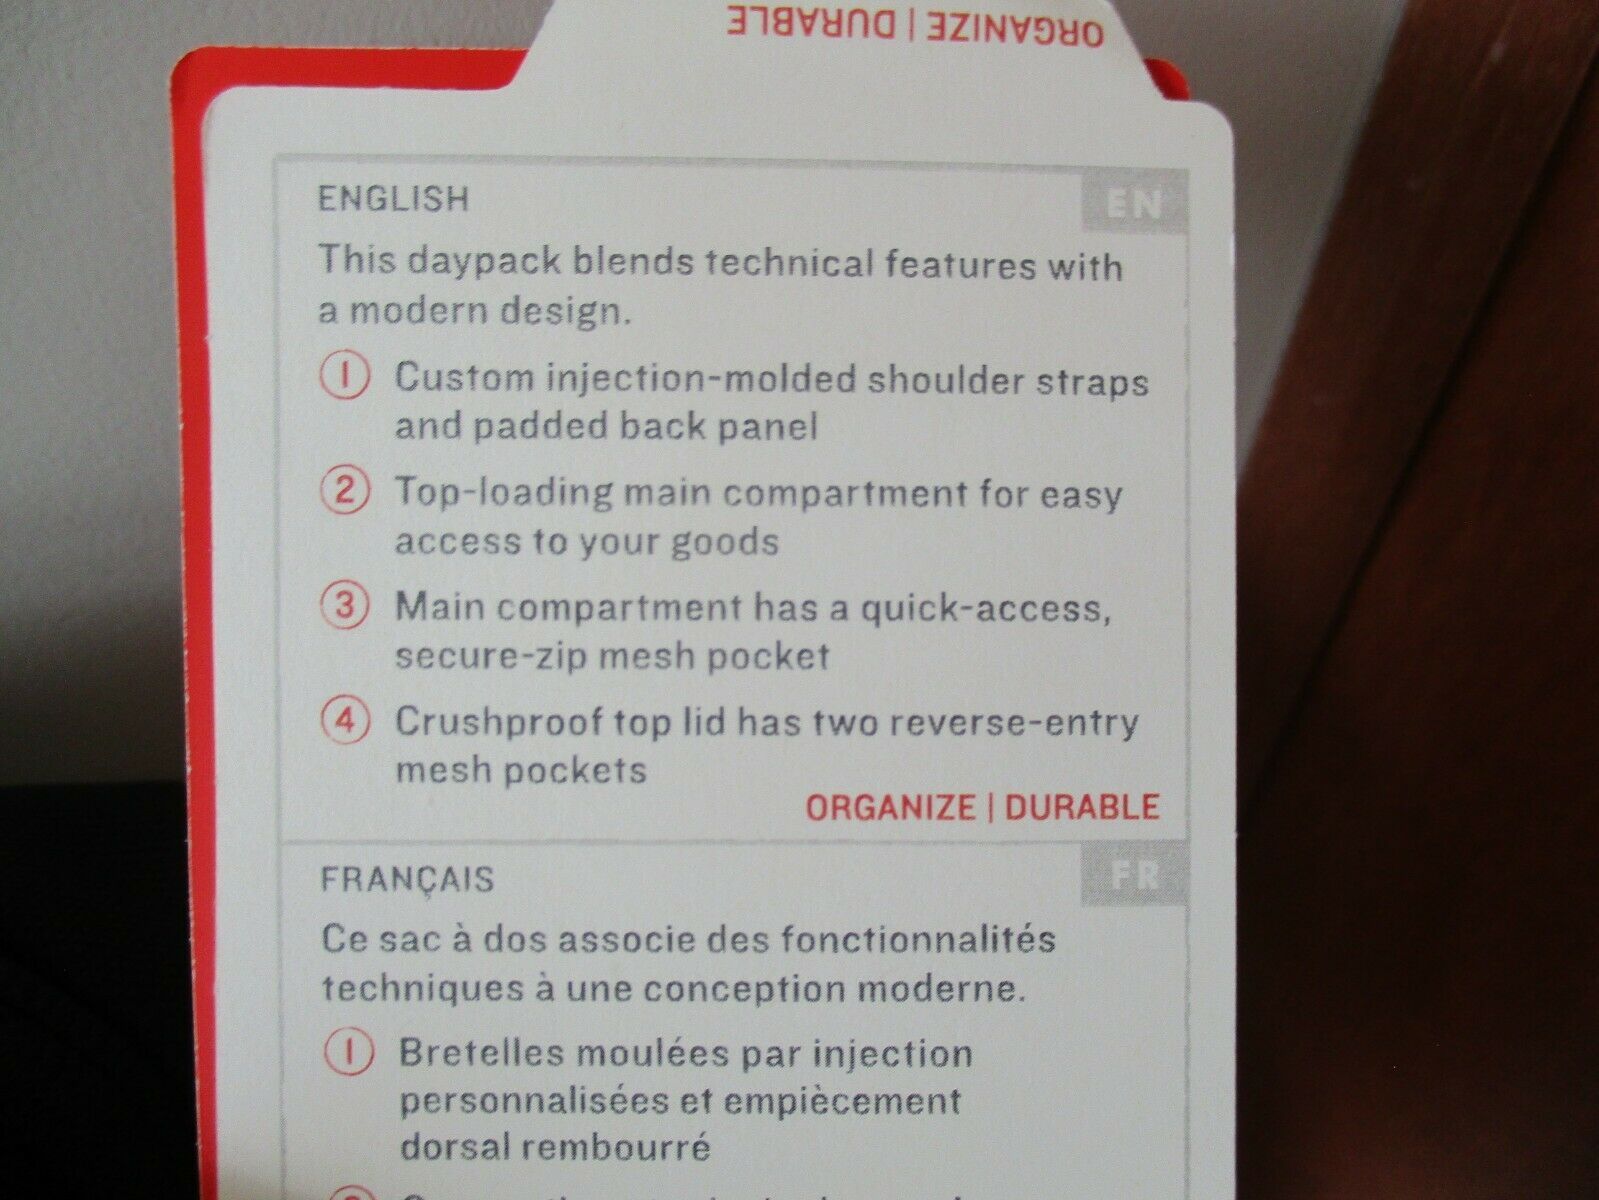 ORGANIZE | DURABLE
ENGLISH
EN
This daypack blends technical features with
a modern design.
1 Custom injection-molded shoulder straps
and padded back panel
2 Top-loading main compartment for easy
access to your goods
3 Main compartment has a quick-access,
secure-zip mesh pocket
4 Crushproof top lid has two reverse-entry
mesh pockets
ORGANIZE | DURABLE
FRANÇAIS
FR
Ce sac à dos associe des fonctionnalités
techniques à une conception moderne.
1 Bretelles moulées par injection
personnalisées et empiècement
dorsal rembourré